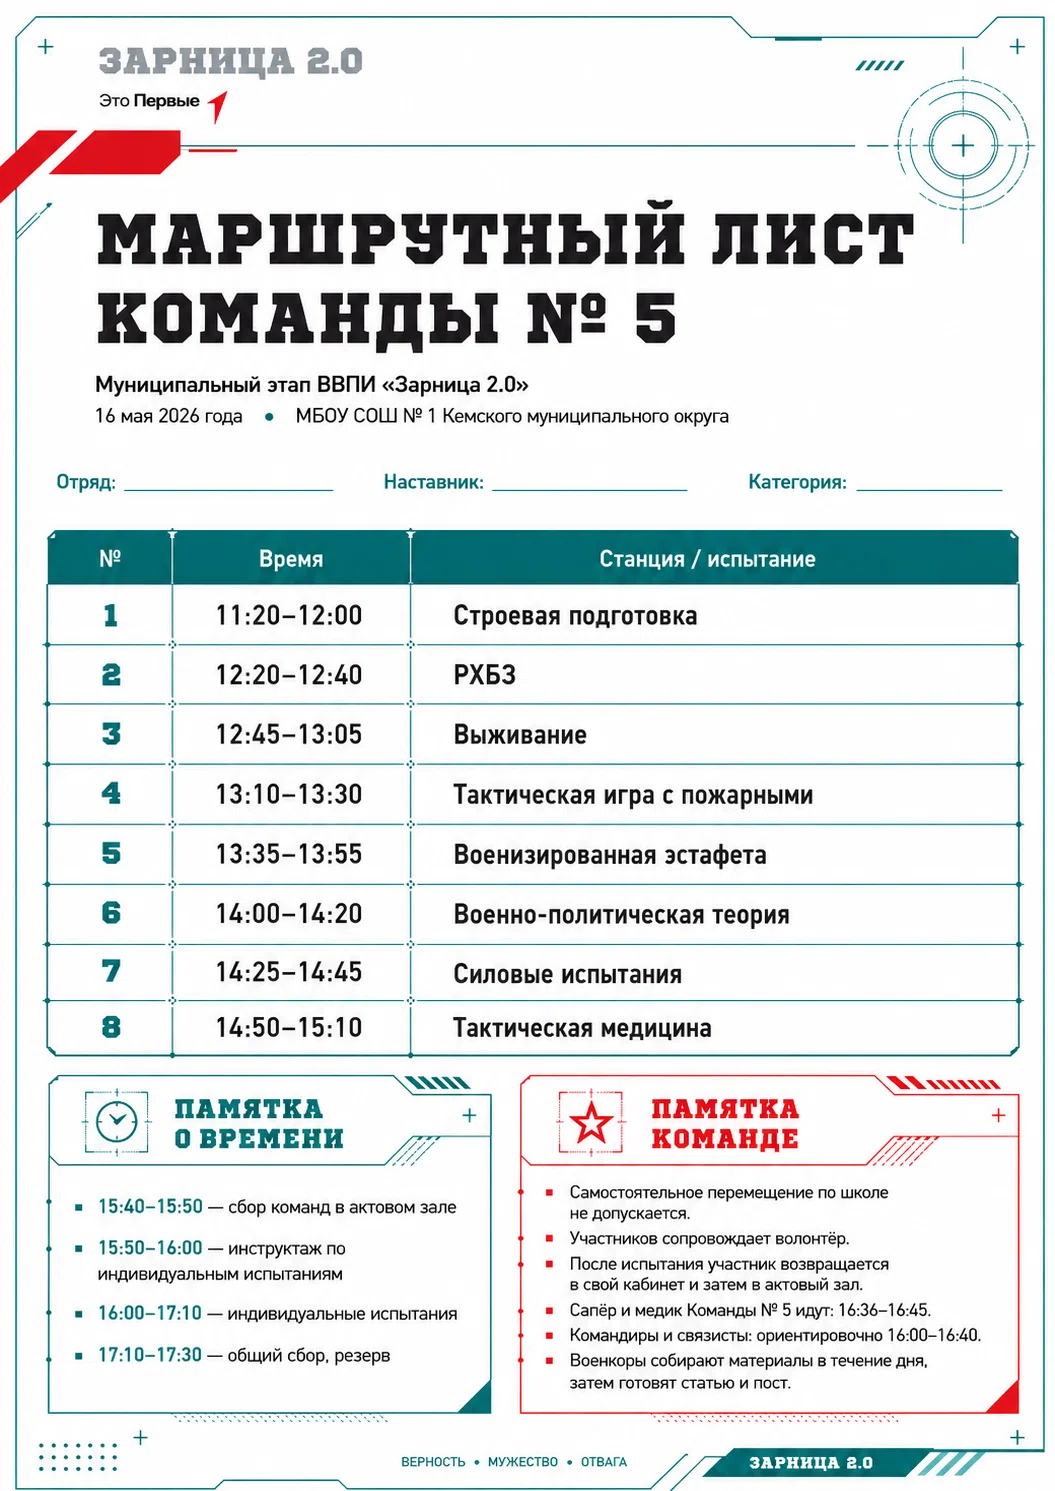 ЗАРНИЦА 2.0
Это Первые
МАРШРУТНЫЙ ЛИСТ
КОМАНДЫ № 5
Муниципальный этап ВВПИ «Зарница 2.0»
16 мая 2026 года • МБОУ СОШ № 1 Кемского муниципального округа
Отряд: Наставник: Категория:
№ Время Станция / испытание
1 11:20–12:00 Строевая подготовка
2 12:20–12:40 РХБЗ
3 12:45–13:05 Выживание
4 13:10–13:30 Тактическая игра с пожарными
5 13:35–13:55 Военизированная эстафета
6 14:00–14:20 Военно-политическая теория
7 14:25–14:45 Силовые испытания
8 14:50–15:10 Тактическая медицина
ПАМЯТКА
О ВРЕМЕНИ
15:40–15:50 — сбор команд в актовом зале
15:50–16:00 — инструктаж по
индивидуальным испытаниям
16:00–17:10 — индивидуальные испытания
17:10–17:30 — общий сбор, резерв
ПАМЯТКА
КОМАНДЕ
Самостоятельное перемещение по школе
не допускается.
Участников сопровождает волонтёр.
После испытания участник возвращается
в свой кабинет и затем в актовый зал.
Сапёр и медик Команды № 5 идут: 16:36–16:45.
Командиры и связисты: ориентировочно 16:00–16:40.
Военкоры собирают материалы в течение дня,
затем готовят статью и пост.
ВЕРНОСТЬ • МУЖЕСТВО • ОТВАГА
ЗАРНИЦА 2.0